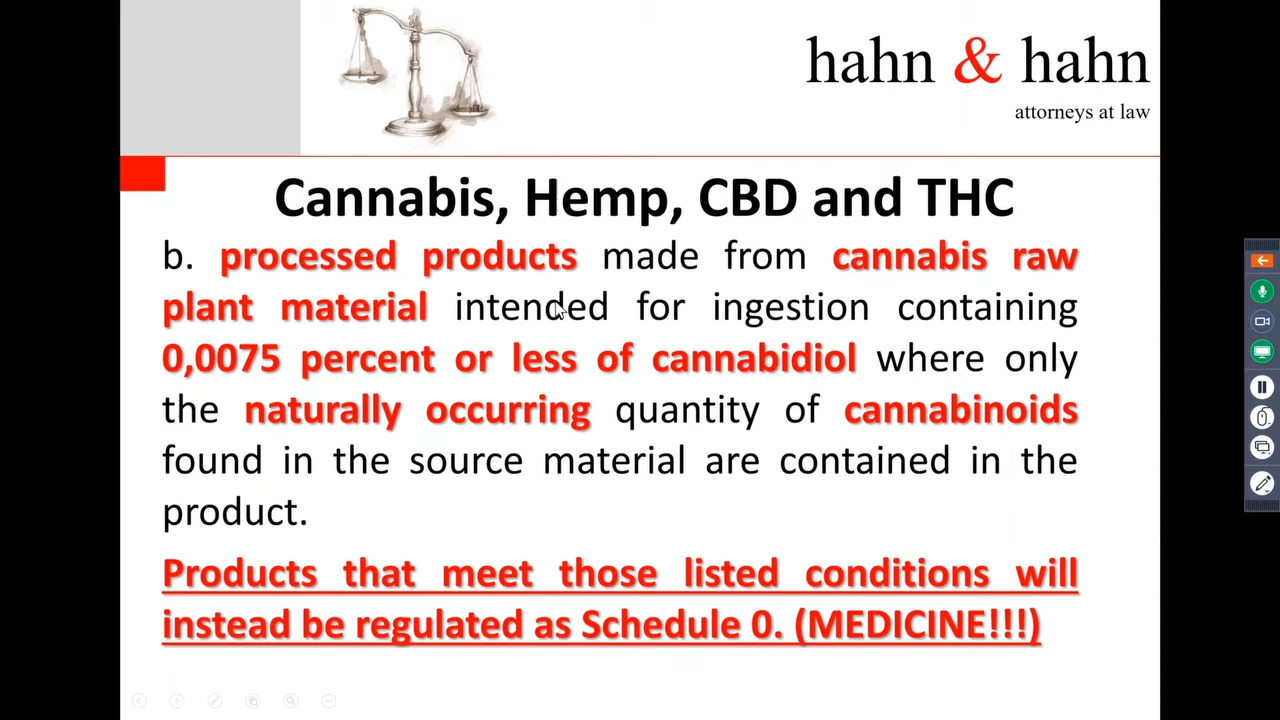 hahn & hahn
attorneys at law
Cannabis, Hemp, CBD and THC
b. processed products made from cannabis raw
plant material intended for ingestion containing
0,0075 percent or less of cannabidiol where only
the naturally occurring quantity of cannabinoids
found in the source material are contained in the
product.
Products that meet those listed conditions will
instead be regulated as Schedule 0. (MEDICINE!!!)